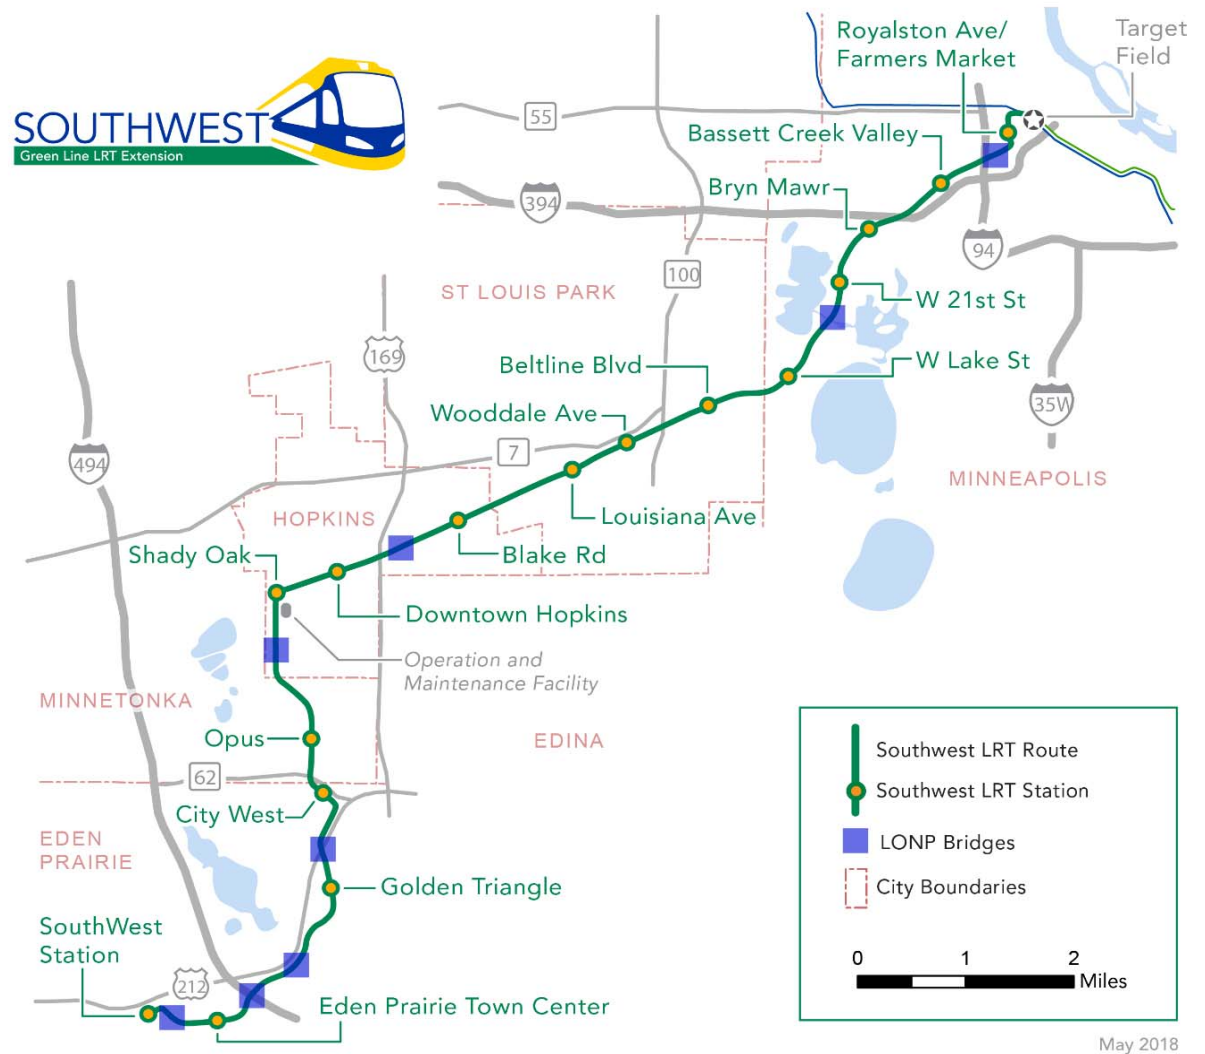 SOUTHWEST
Green Line LRT Extension
Royalston Ave/
Farmers Market
Target
Field
55
Bassett Creek Valley
Bryn Mawr
394
94
100
ST LOUIS PARK
W 21st St
169
Beltline Blvd
W Lake St
Wooddale Ave
35W
7
494
MINNEAPOLIS
HOPKINS
Louisiana Ave
Shady Oak
Blake Rd
Downtown Hopkins
Operation and
Maintenance Facility
MINNETONKA
Opus
EDINA
62
City West
EDEN
PRAIRIE
Golden Triangle
SouthWest
Station
212
Eden Prairie Town Center
Southwest LRT Route
Southwest LRT Station
LONP Bridges
City Boundaries
0 1 2
Miles
May 2018